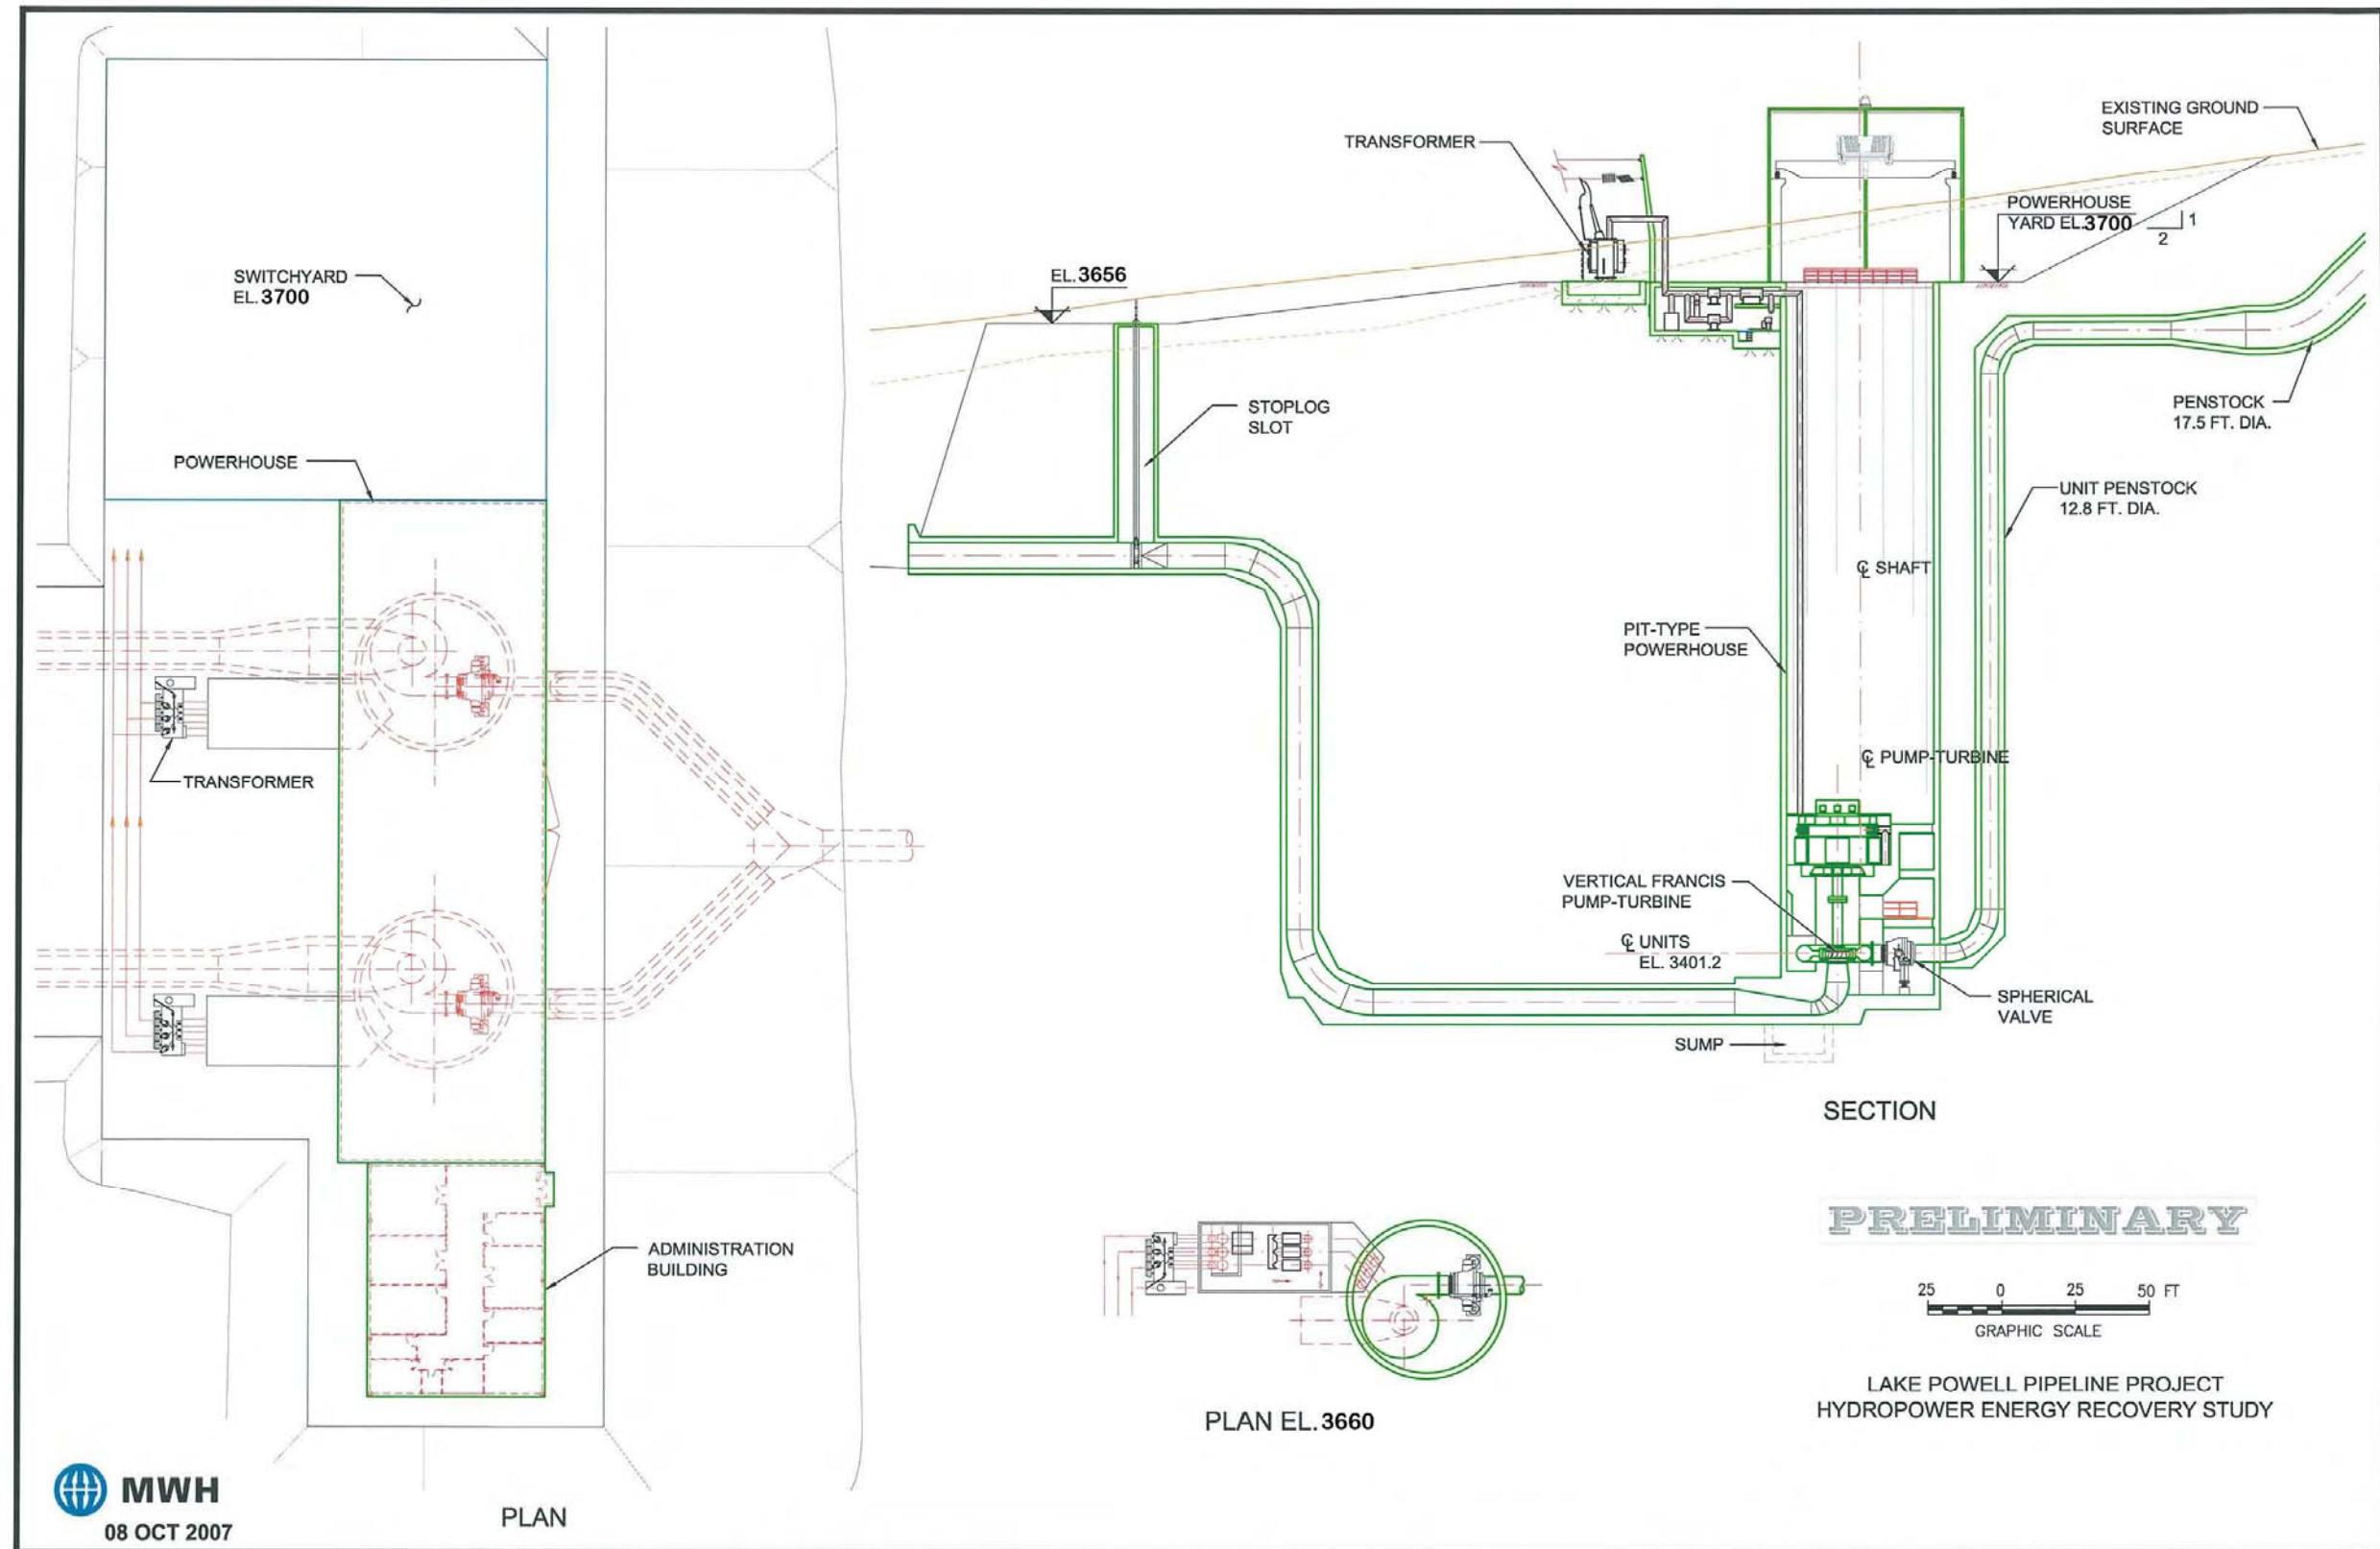 SWITCHYARD
EL. 3700
POWERHOUSE
TRANSFORMER
ADMINISTRATION
BUILDING
PLAN
MWH
08 OCT 2007
TRANSFORMER
EXISTING GROUND
SURFACE
POWERHOUSE
YARD EL.3700
1
2
EL. 3656
STOPLOG
SLOT
PENSTOCK
17.5 FT. DIA.
UNIT PENSTOCK
12.8 FT. DIA.
℄ SHAFT
PIT-TYPE
POWERHOUSE
℄ PUMP-TURBINE
VERTICAL FRANCIS
PUMP-TURBINE
℄ UNITS
EL. 3401.2
SPHERICAL
VALVE
SUMP
SECTION
PLAN EL. 3660
PRELIMINARY
25 0 25 50 FT
GRAPHIC SCALE
LAKE POWELL PIPELINE PROJECT
HYDROPOWER ENERGY RECOVERY STUDY